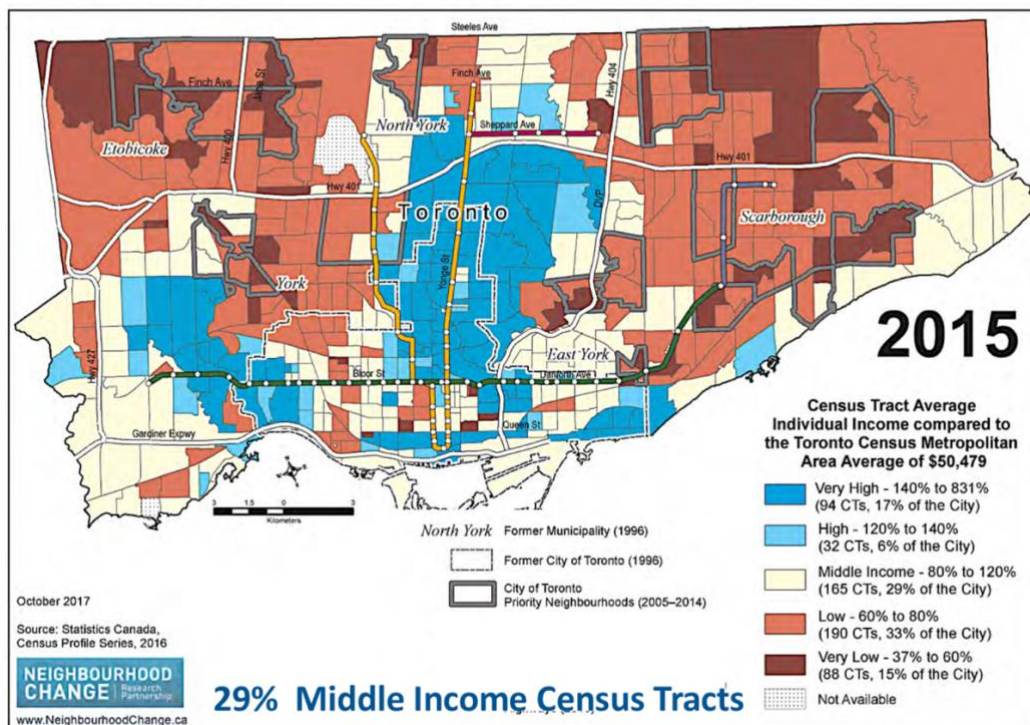 Steeles Ave
Finch Ave
Finch Ave
Jane St
Hwy 400
Hwy 404
North York
Sheppard Ave
Etobicoke
Hwy 401
Hwy 401
DVP
Toronto
Scarborough
Yonge St
York
Hwy 427
East York
Bloor St
Danforth Ave
Queen St
Gardiner Expwy
2015
Census Tract Average
Individual Income compared to
the Toronto Census Metropolitan
Area Average of $50,479
Very High - 140% to 831%
(94 CTs, 17% of the City)
High - 120% to 140%
(32 CTs, 6% of the City)
Middle Income - 80% to 120%
(165 CTs, 29% of the City)
Low - 60% to 80%
(190 CTs, 33% of the City)
Very Low - 37% to 60%
(88 CTs, 15% of the City)
Not Available
3 1.5 0 3
Kilometers
North York Former Municipality (1996)
Former City of Toronto (1996)
City of Toronto
Priority Neighbourhoods (2005–2014)
October 2017
Source: Statistics Canada,
Census Profile Series, 2016
NEIGHBOURHOOD
CHANGE Research
Partnership
www.NeighbourhoodChange.ca
29% Middle Income Census Tracts